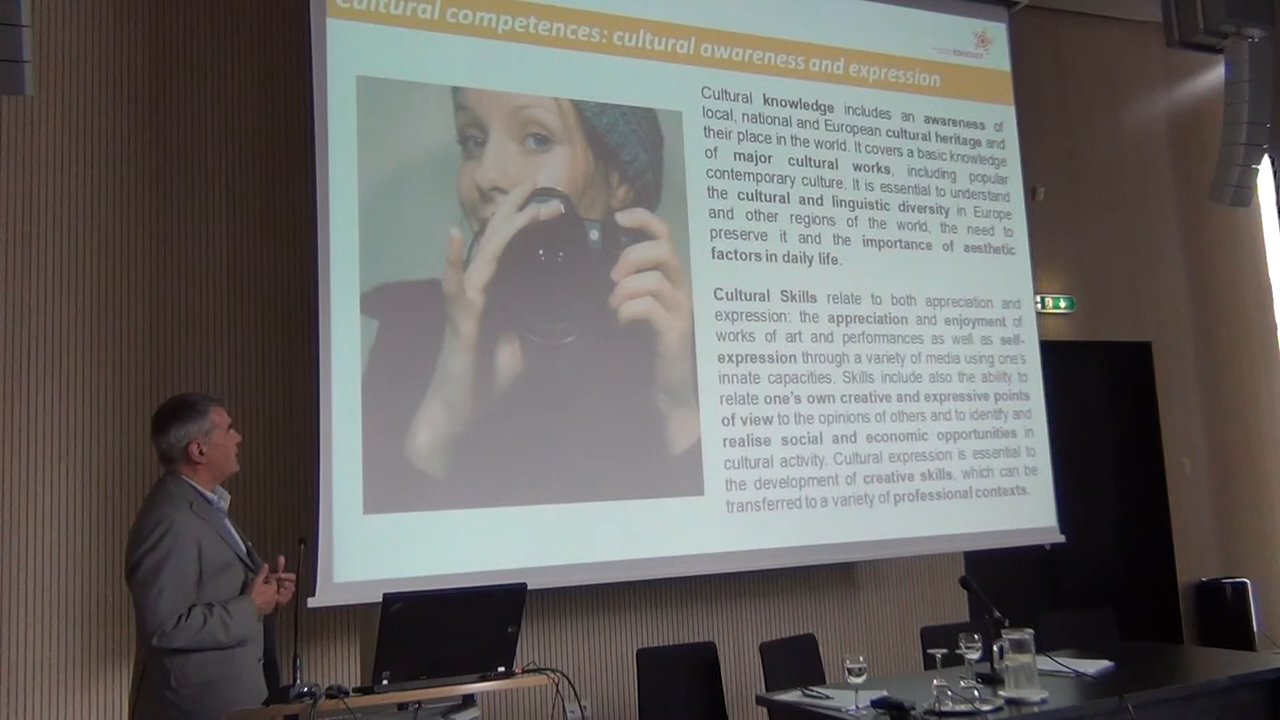 Cultural competences: cultural awareness and expression
Cultural knowledge includes an awareness of
local, national and European cultural heritage and
their place in the world. It covers a basic knowledge
of major cultural works, including popular
contemporary culture. It is essential to understand
the cultural and linguistic diversity in Europe
and other regions of the world, the need to
preserve it and the importance of aesthetic
factors in daily life.
Cultural Skills relate to both appreciation and
expression: the appreciation and enjoyment of
works of art and performances as well as self-
expression through a variety of media using one's
innate capacities. Skills include also the ability to
relate one's own creative and expressive points
of view to the opinions of others and to identify and
realise social and economic opportunities in
cultural activity. Cultural expression is essential to
the development of creative skills, which can be
transferred to a variety of professional contexts.